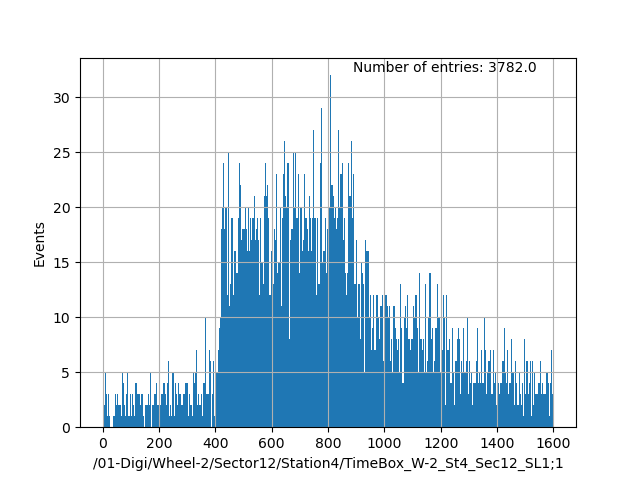 Number of entries: 3782.0
30
25
20
15
10
5
0
Events
0 200 400 600 800 1000 1200 1400 1600
/01-Digi/Wheel-2/Sector12/Station4/TimeBox_W-2_St4_Sec12_SL1;1